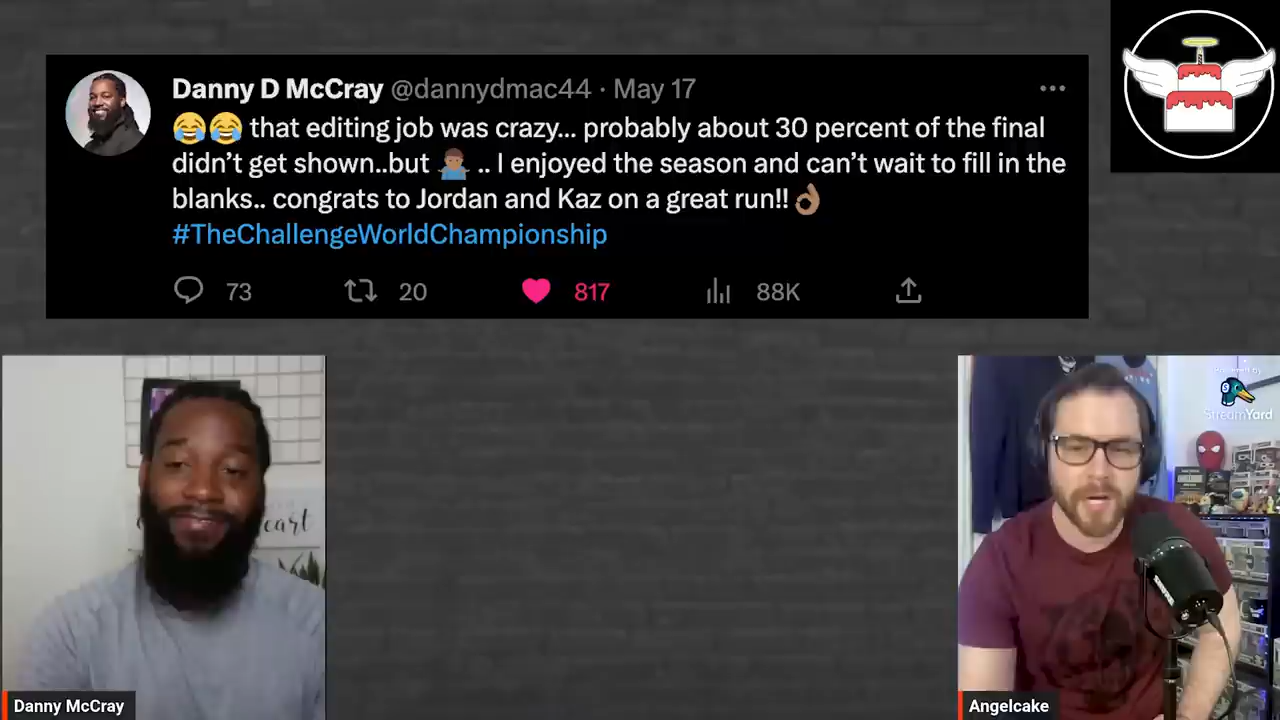 Danny D McCray @dannydmac44 · May 17
😂😂 that editing job was crazy... probably about 30 percent of the final
didn't get shown..but 🤷🏽‍♂️ .. I enjoyed the season and can't wait to fill in the
blanks.. congrats to Jordan and Kaz on a great run!!👌🏽
#TheChallengeWorldChampionship
73 20 817 88K
Powered by
StreamYard
Danny McCray
Angelcake